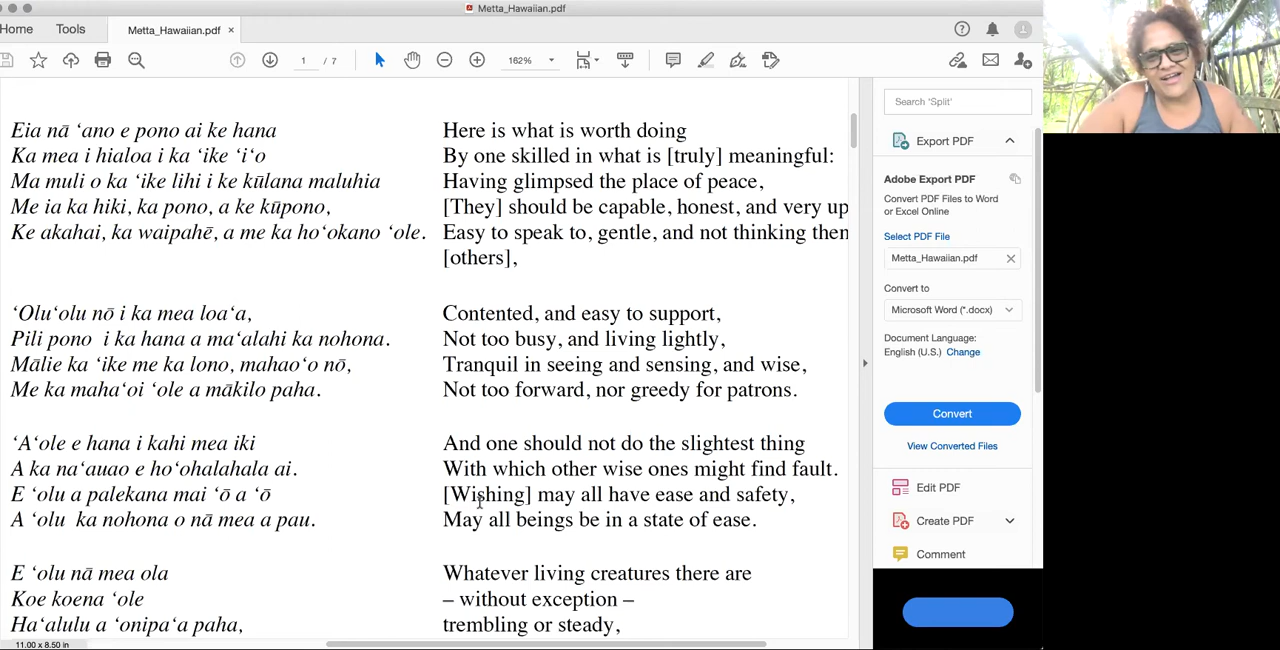 Metta_Hawaiian.pdf
Home
Tools
Metta_Hawaiian.pdf ×
1 / 7
162%
Eia nā ʻano e pono ai ke hana
Here is what is worth doing
Ka mea i hialoa i ka ʻike ʻiʻo
By one skilled in what is [truly] meaningful:
Ma muli o ka ʻike lihi i ke kūlana maluhia
Having glimpsed the place of peace,
Me ia ka hiki, ka pono, a ke kūpono,
[They] should be capable, honest, and very up
Ke akahai, ka waipahē, a me ka hoʻokano ʻole.
Easy to speak to, gentle, and not thinking then
[others],
ʻOluʻolu nō i ka mea loaʻa,
Contented, and easy to support,
Pili pono  i ka hana a maʻalahi ka nohona.
Not too busy, and living lightly,
Mālie ka ʻike me ka lono, mahaoʻo nō,
Tranquil in seeing and sensing, and wise,
Me ka mahaʻoi ʻole a mākilo paha.
Not too forward, nor greedy for patrons.
ʻAʻole e hana i kahi mea iki
And one should not do the slightest thing
A ka naʻauao e hoʻohalahala ai.
With which other wise ones might find fault.
E ʻolu a palekana mai ʻō a ʻō
[Wishing] may all have ease and safety,
A ʻolu  ka nohona o nā mea a pau.
May all beings be in a state of ease.
E ʻolu nā mea ola
Whatever living creatures there are
Koe koena ʻole
– without exception –
Haʻalulu a ʻonipaʻa paha,
trembling or steady,
11.00 x 8.50 in
Search 'Split'
Export PDF
Adobe Export PDF
Convert PDF Files to Word
or Excel Online
Select PDF File
Metta_Hawaiian.pdf
Convert to
Microsoft Word (*.docx)
Document Language:
English (U.S.) Change
Convert
View Converted Files
Edit PDF
Create PDF
Comment